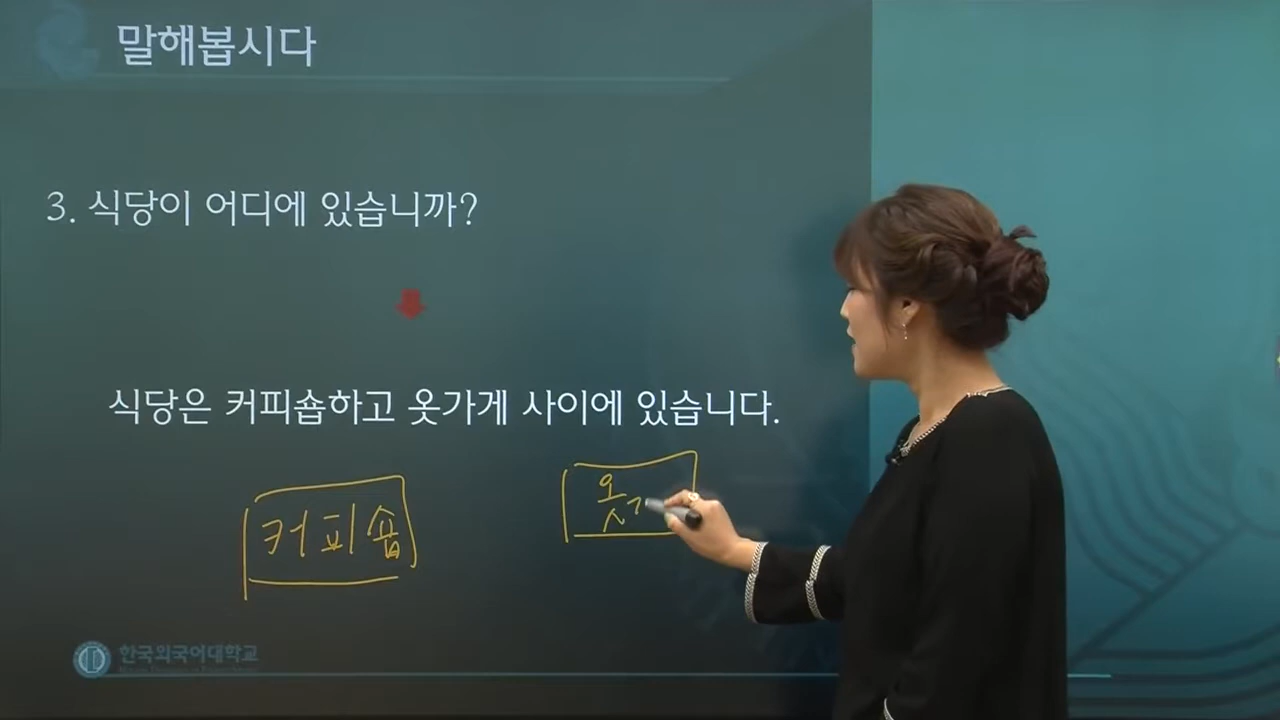 말해봅시다
3. 식당이 어디에 있습니까?
식당은 커피숍하고 옷가게 사이에 있습니다.
커피숍
옷
한국외국어대학교